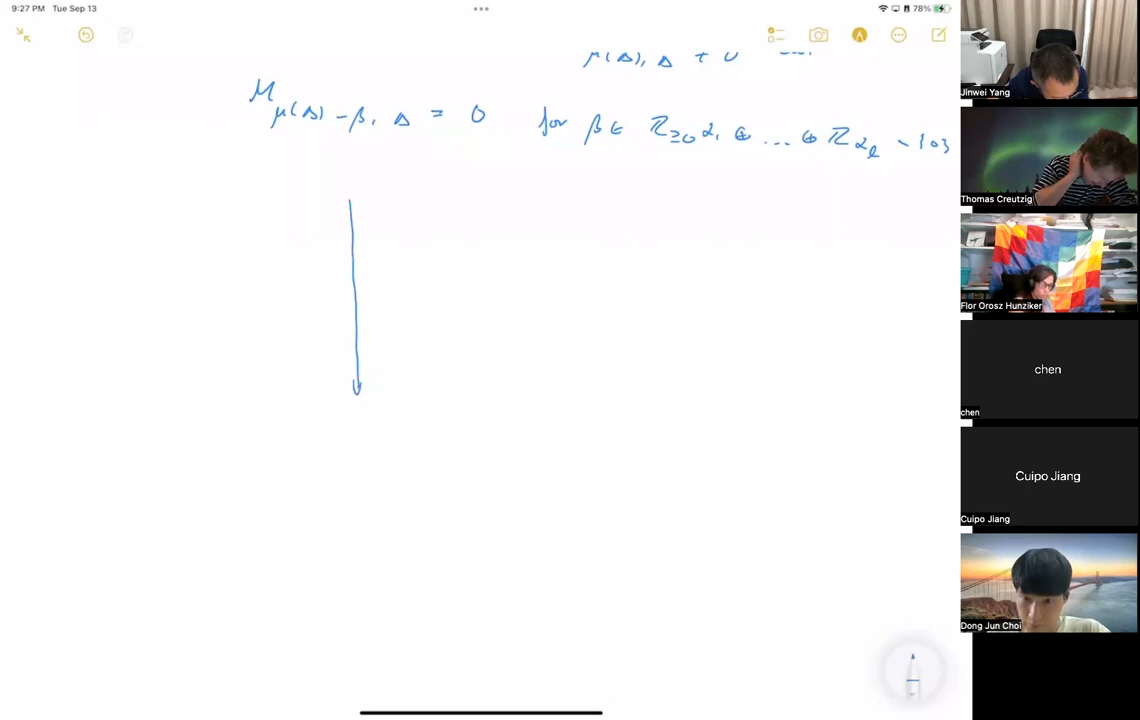 9:27 PM Tue Sep 13
78%
μ(Δ), Δ ≠ 0
M_{μ(Δ)-β, Δ} = 0 for β ∈ ℤ_{≥0} α_1 ⊕ ... ⊕ ℤ α_ℓ ∖ {0}
Jinwei Yang
Thomas Creutzig
Flor Orosz Hunziker
chen
chen
Cuipo Jiang
Cuipo Jiang
Dong Jun Choi